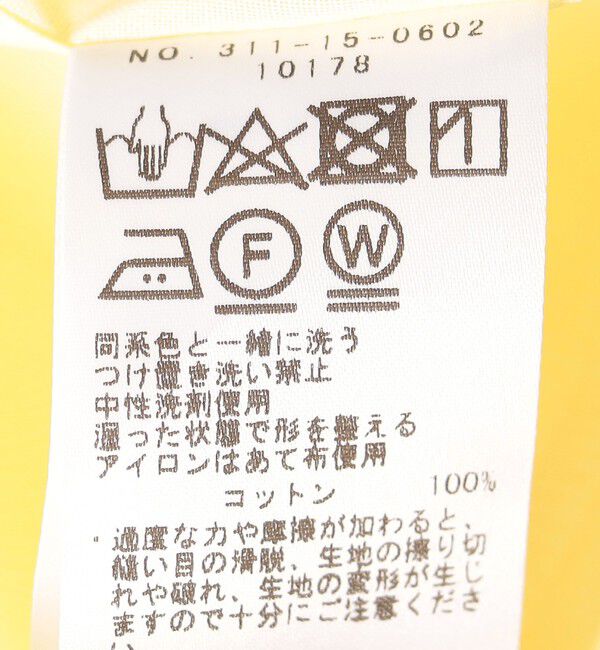 NO. 311-15-0602
10178
F
W
同系色と一緒に洗う
つけ置き洗い禁止
中性洗剤使用
湿った状態で形を整える
アイロンはあて布使用
コットン 100%
過度な力や摩擦が加わると、
縫い目の滑脱、生地の擦り切
れや破れ、生地の変形が生じ
ますので十分にご注意くださ